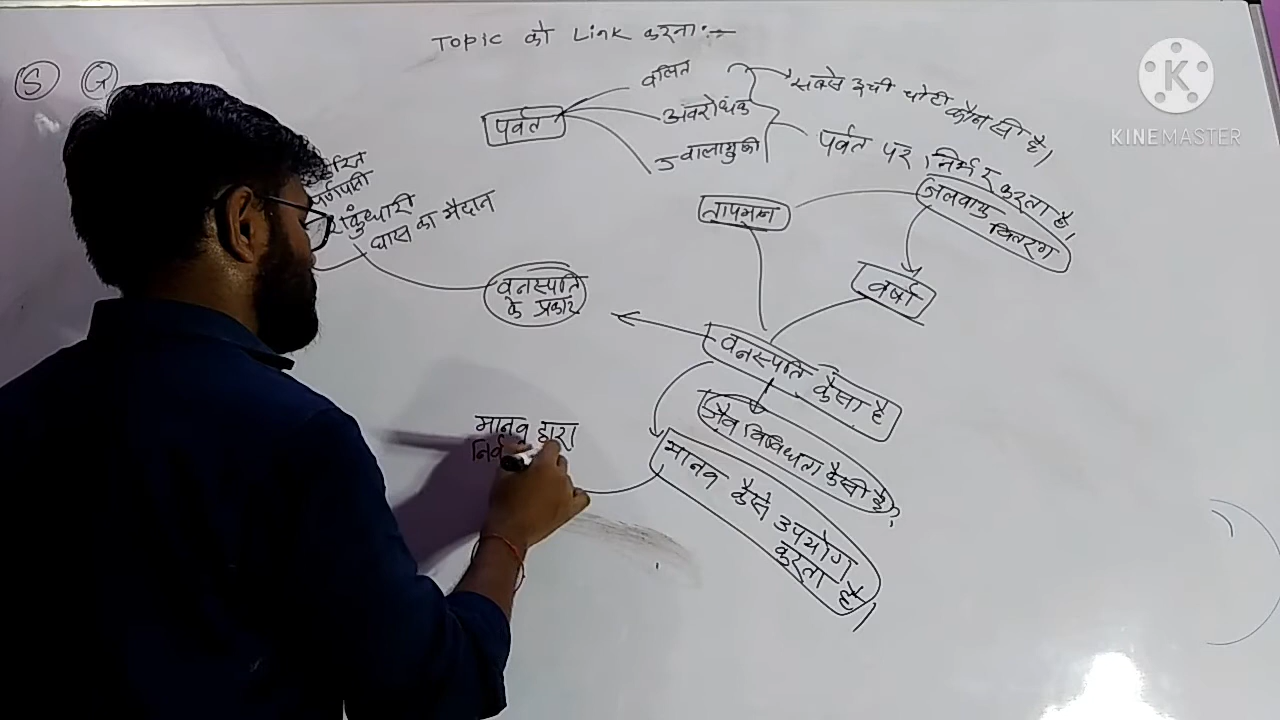 Topic को Link करना :-
S G
पर्वत
वलित
अवरोधक
ज्वालामुखी
सबसे ऊची चोटी कौन सी है।
पर्वत पर निर्भर करता है।
तापमान
जलवायु
वितरण
वर्षा
पर्णपाती
घास का मैदान
वनस्पति
के प्रकार
वनस्पति कैसा है
जैव विविधता कैसी है?
मानव कैसे उपयोग
करता है।
मानव द्वारा
K
KINEMASTER